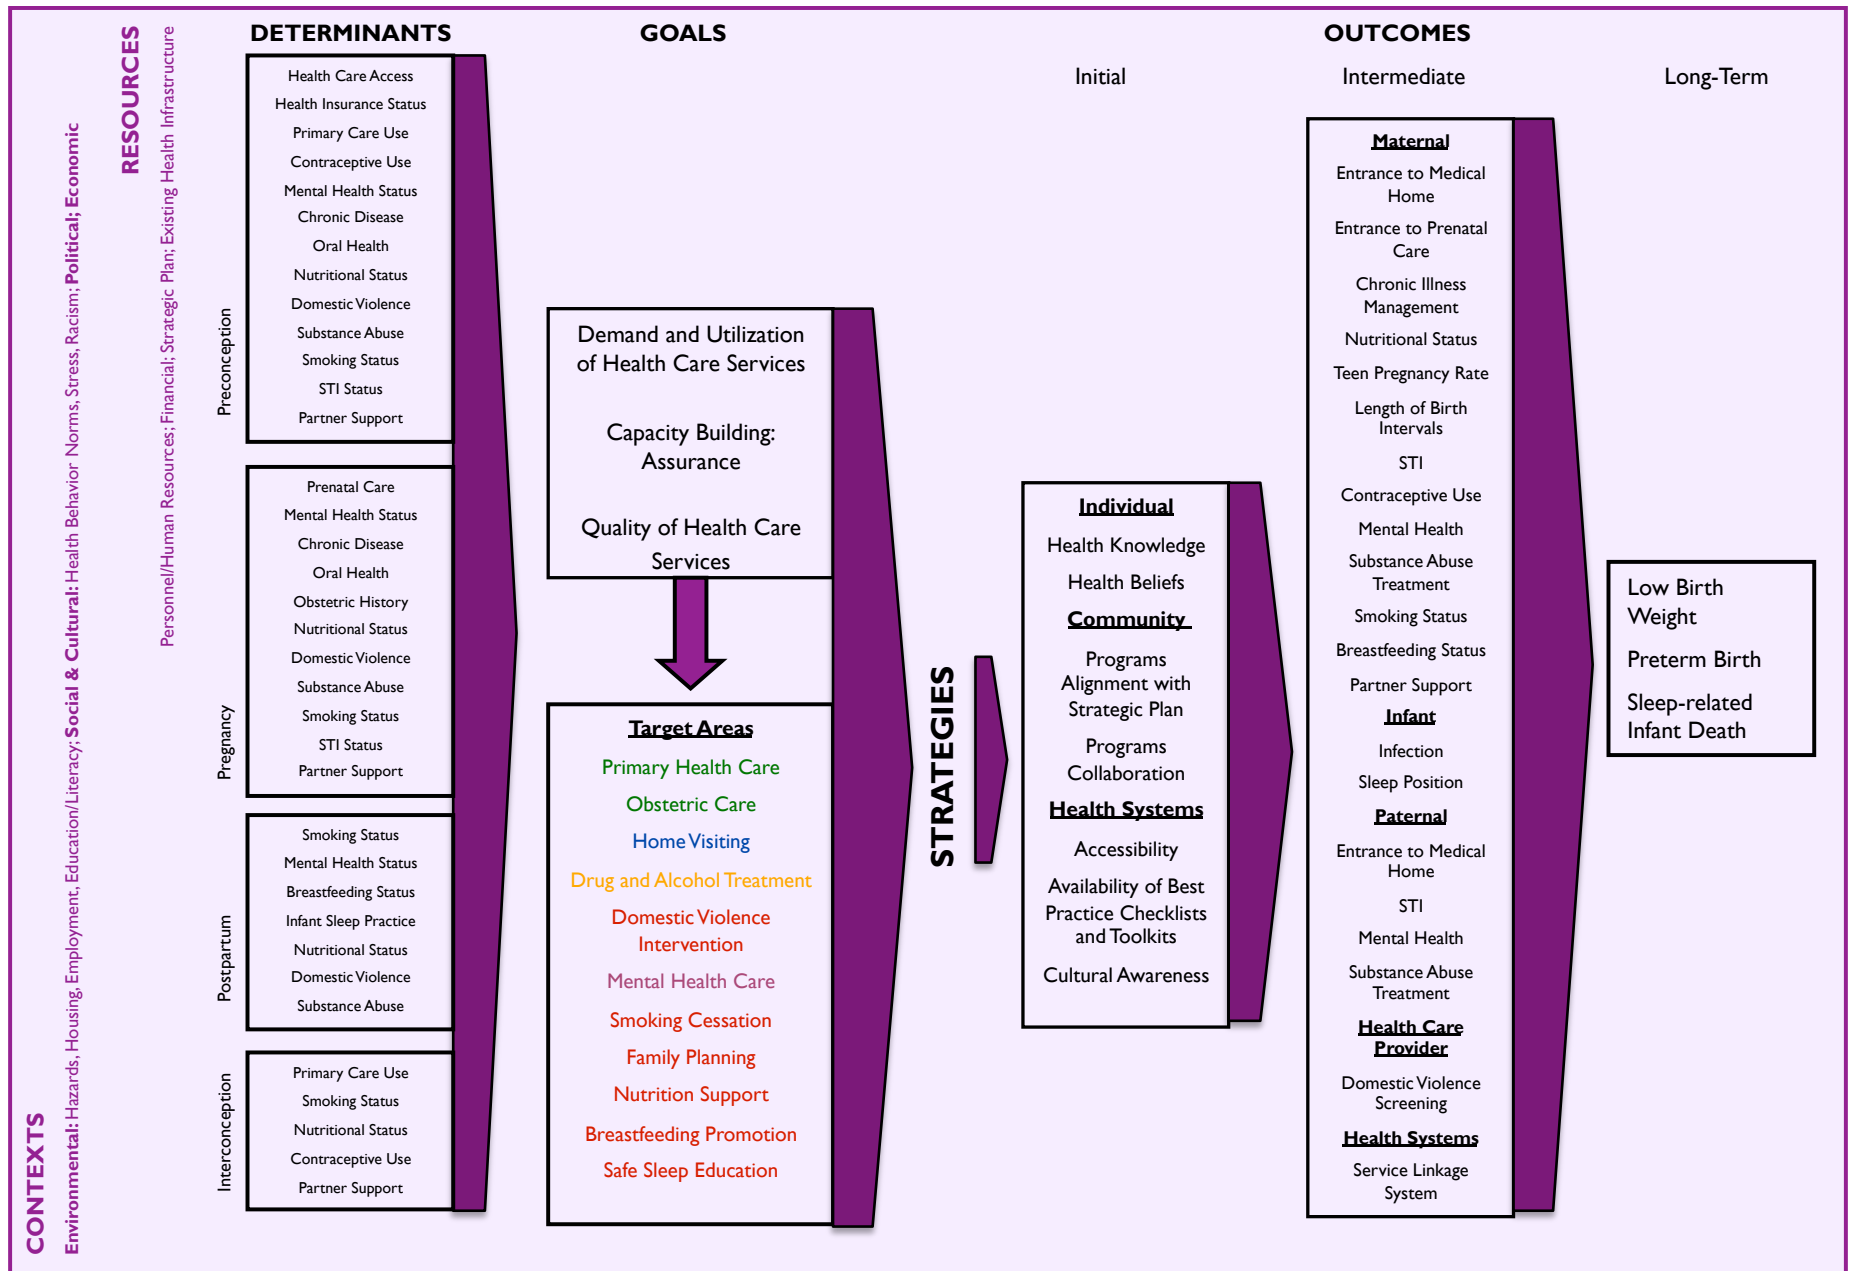 CONTEXTS
Environmental: Hazards, Housing, Employment, Education/Literacy; Social & Cultural: Health Behavior Norms, Stress, Racism; Political; Economic
RESOURCES
Personnel/Human Resources; Financial; Strategic Plan; Existing Health Infrastructure
DETERMINANTS
Preconception
Health Care Access
Health Insurance Status
Primary Care Use
Contraceptive Use
Mental Health Status
Chronic Disease
Oral Health
Nutritional Status
Domestic Violence
Substance Abuse
Smoking Status
STI Status
Partner Support
Pregnancy
Prenatal Care
Mental Health Status
Chronic Disease
Oral Health
Obstetric History
Nutritional Status
Domestic Violence
Substance Abuse
Smoking Status
STI Status
Partner Support
Postpartum
Smoking Status
Mental Health Status
Breastfeeding Status
Infant Sleep Practice
Nutritional Status
Domestic Violence
Substance Abuse
Interconception
Primary Care Use
Smoking Status
Nutritional Status
Contraceptive Use
Partner Support
GOALS
Demand and Utilization
of Health Care Services
Capacity Building:
Assurance
Quality of Health Care
Services
Target Areas
Primary Health Care
Obstetric Care
Home Visiting
Drug and Alcohol Treatment
Domestic Violence
Intervention
Mental Health Care
Smoking Cessation
Family Planning
Nutrition Support
Breastfeeding Promotion
Safe Sleep Education
STRATEGIES
OUTCOMES
Initial
Individual
Health Knowledge
Health Beliefs
Community
Programs
Alignment with
Strategic Plan
Programs
Collaboration
Health Systems
Accessibility
Availability of Best
Practice Checklists
and Toolkits
Cultural Awareness
Intermediate
Maternal
Entrance to Medical
Home
Entrance to Prenatal
Care
Chronic Illness
Management
Nutritional Status
Teen Pregnancy Rate
Length of Birth
Intervals
STI
Contraceptive Use
Mental Health
Substance Abuse
Treatment
Smoking Status
Breastfeeding Status
Partner Support
Infant
Infection
Sleep Position
Paternal
Entrance to Medical
Home
STI
Mental Health
Substance Abuse
Treatment
Health Care
Provider
Domestic Violence
Screening
Health Systems
Service Linkage
System
Long-Term
Low Birth
Weight
Preterm Birth
Sleep-related
Infant Death